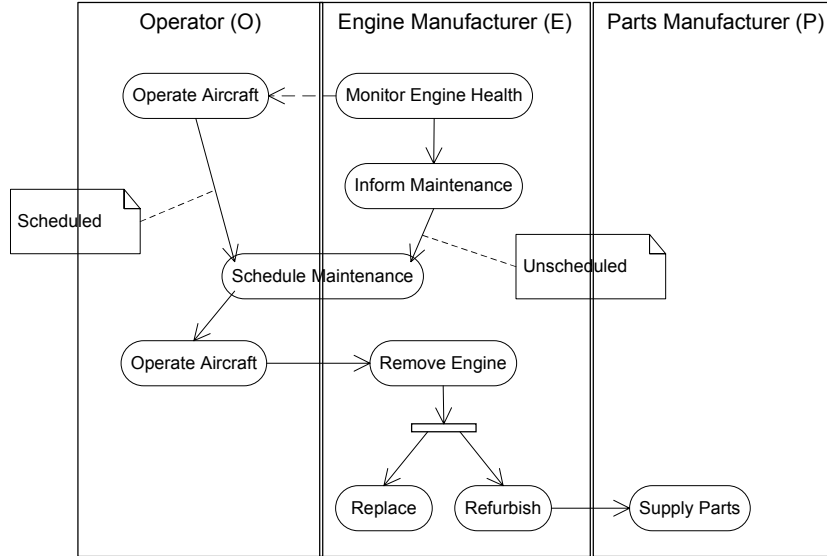 Operator (O)
Engine Manufacturer (E)
Parts Manufacturer (P)
Operate Aircraft
Monitor Engine Health
Inform Maintenance
Scheduled
Unscheduled
Schedule Maintenance
Operate Aircraft
Remove Engine
Replace
Refurbish
Supply Parts